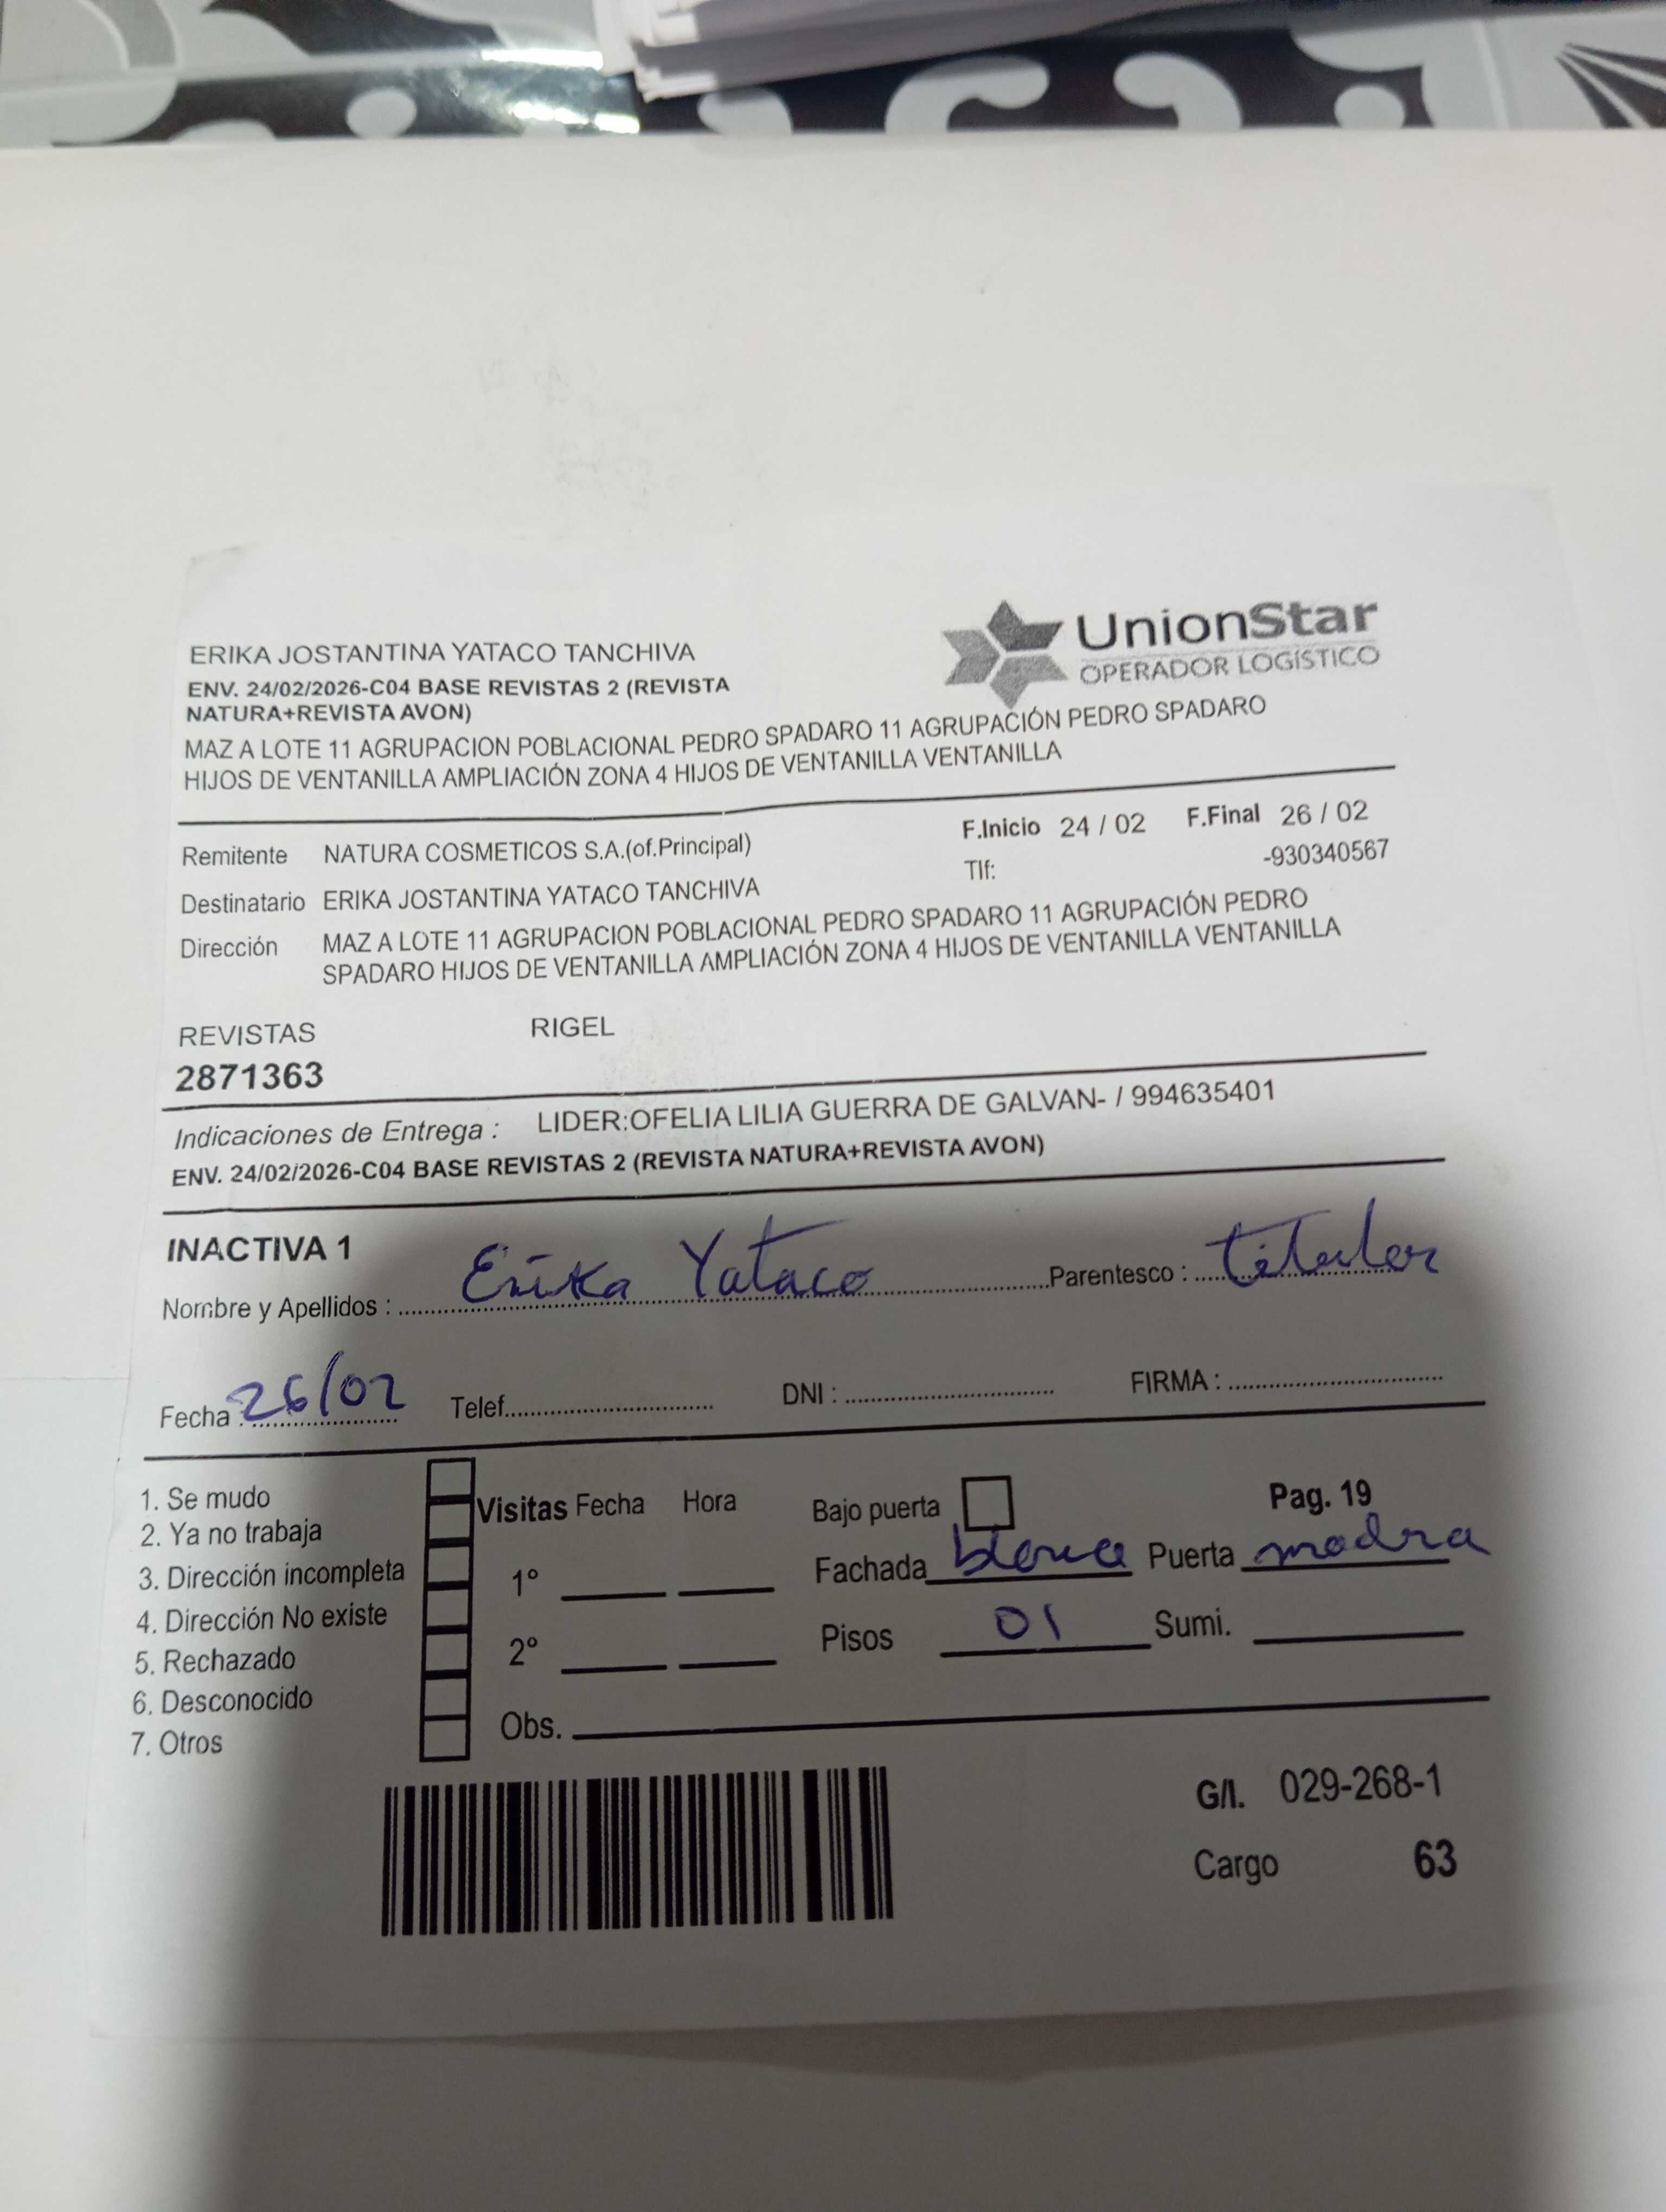 ERIKA JOSTANTINA YATACO TANCHIVA
UnionStar
OPERADOR LOGÍSTICO
ENV. 24/02/2026-C04 BASE REVISTAS 2 (REVISTA
NATURA+REVISTA AVON)
MAZ A LOTE 11 AGRUPACION POBLACIONAL PEDRO SPADARO 11 AGRUPACIÓN PEDRO SPADARO
HIJOS DE VENTANILLA AMPLIACIÓN ZONA 4 HIJOS DE VENTANILLA VENTANILLA
Remitente NATURA COSMETICOS S.A.(of.Principal) F.Inicio 24 / 02 F.Final 26 / 02
Destinatario ERIKA JOSTANTINA YATACO TANCHIVA Tlf: -930340567
Dirección MAZ A LOTE 11 AGRUPACION POBLACIONAL PEDRO SPADARO 11 AGRUPACIÓN PEDRO
SPADARO HIJOS DE VENTANILLA AMPLIACIÓN ZONA 4 HIJOS DE VENTANILLA VENTANILLA
REVISTAS RIGEL
2871363
Indicaciones de Entrega : LIDER:OFELIA LILIA GUERRA DE GALVAN- / 994635401
ENV. 24/02/2026-C04 BASE REVISTAS 2 (REVISTA NATURA+REVISTA AVON)
INACTIVA 1
Nombre y Apellidos : Erika Yataco Parentesco : titular
Fecha : 26/02 Telef. DNI : FIRMA :
1. Se mudo
2. Ya no trabaja
3. Dirección incompleta
4. Dirección No existe
5. Rechazado
6. Desconocido
7. Otros
Visitas Fecha Hora Bajo puerta Pag. 19
1° Fachada blanca Puerta madra
2° Pisos 01 Sumi.
Obs.
G/I. 029-268-1
Cargo 63